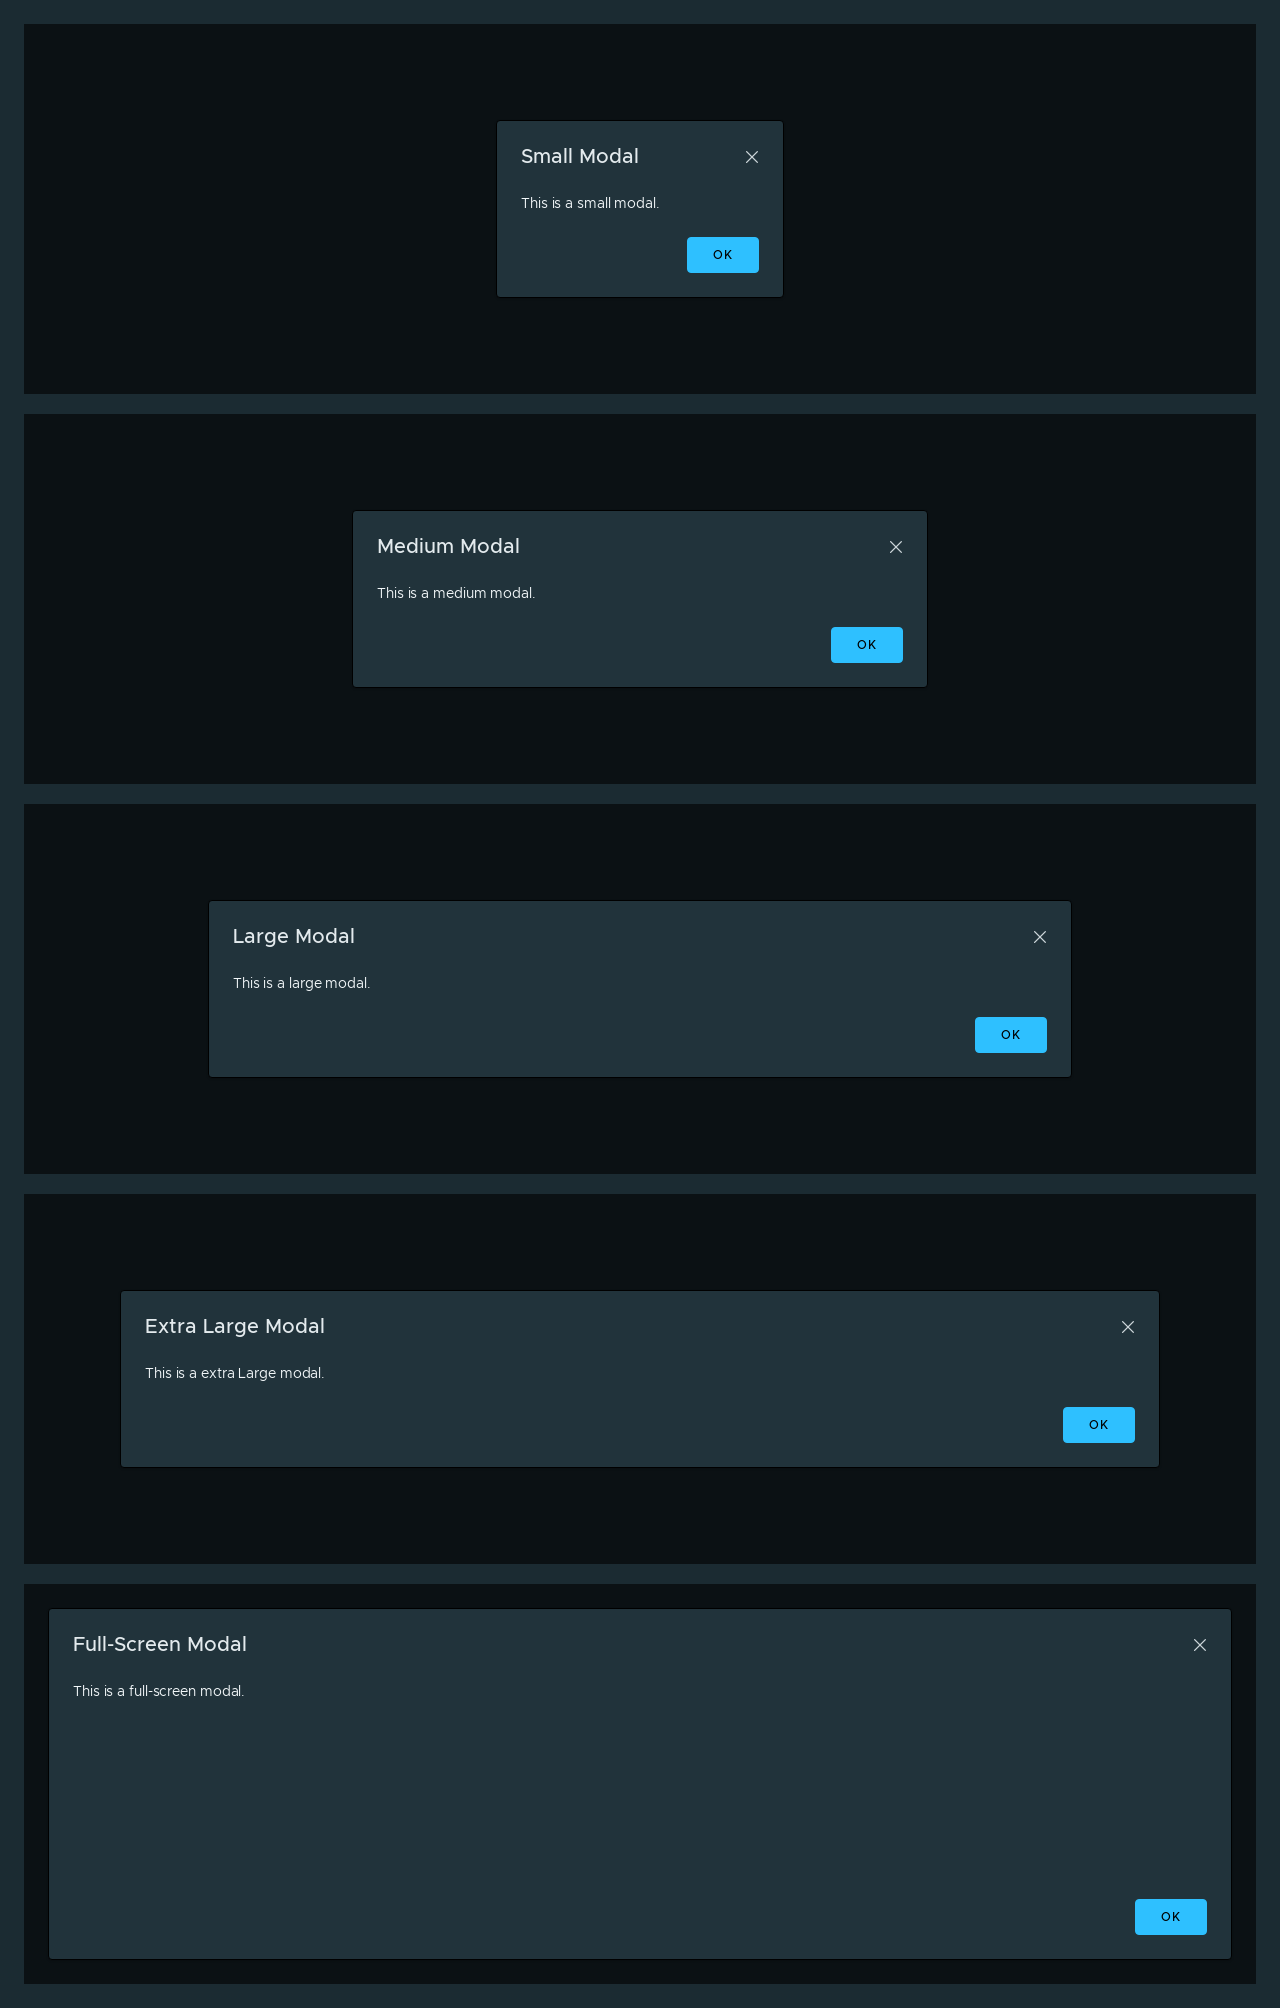 Small Modal
This is a small modal.
OK
Medium Modal
This is a medium modal.
OK
Large Modal
This is a large modal.
OK
Extra Large Modal
This is a extra Large modal.
OK
Full-Screen Modal
This is a full-screen modal.
OK